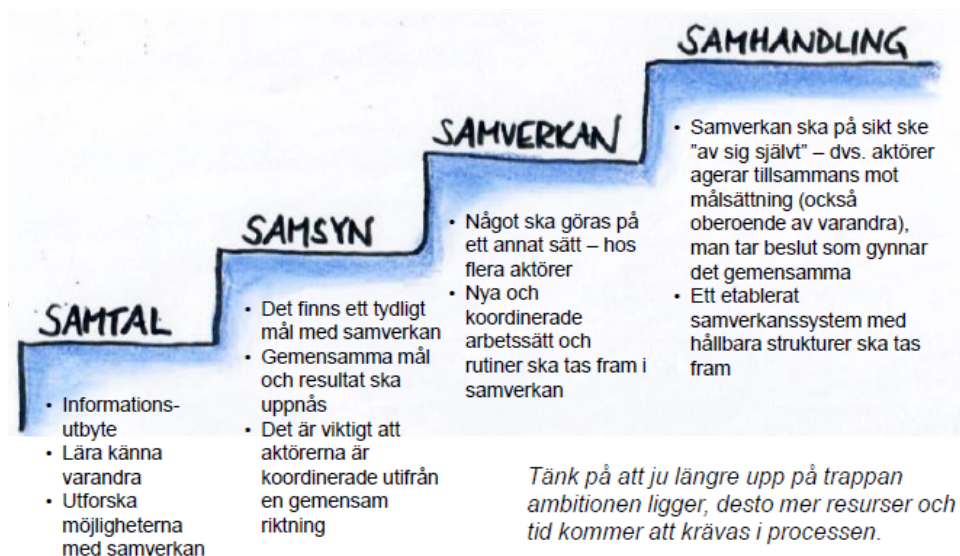 SAMTAL
• Informations-
utbyte
• Lära känna
varandra
• Utforska
möjligheterna
med samverkan
SAMSYN
• Det finns ett tydligt
mål med samverkan
• Gemensamma mål
och resultat ska
uppnås
• Det är viktigt att
aktörerna är
koordinerade utifrån
en gemensam
riktning
SAMVERKAN
• Något ska göras på
ett annat sätt – hos
flera aktörer
• Nya och
koordinerade
arbetssätt och
rutiner ska tas fram i
samverkan
SAMHANDLING
• Samverkan ska på sikt ske
”av sig självt” – dvs. aktörer
agerar tillsammans mot
målsättning (också
oberoende av varandra),
man tar beslut som gynnar
det gemensamma
• Ett etablerat
samverkanssystem med
hållbara strukturer ska tas
fram
Tänk på att ju längre upp på trappan
ambitionen ligger, desto mer resurser och
tid kommer att krävas i processen.